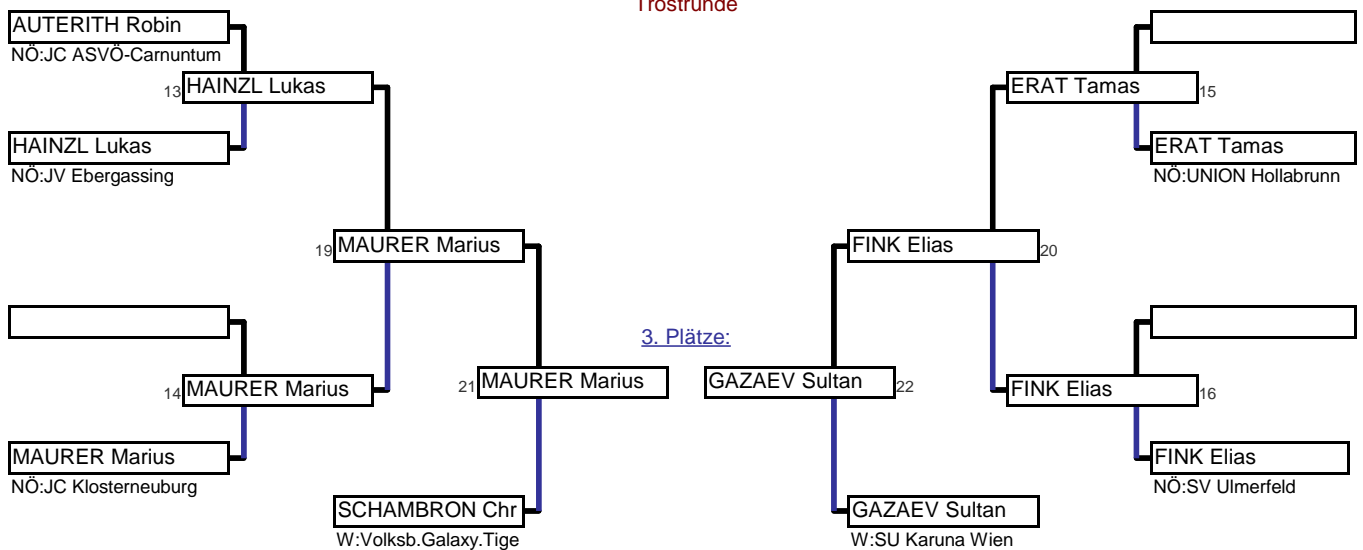 Trostrunde
AUTERITH Robin
NÖ:JC ASVÖ-Carnuntum
13 HAINZL Lukas
HAINZL Lukas
NÖ:JV Ebergassing
19 MAURER Marius
14 MAURER Marius
MAURER Marius
NÖ:JC Klosterneuburg
21 MAURER Marius
SCHAMBRON Chr
W:Volksb.Galaxy.Tige
3. Plätze:
ERAT Tamas 15
ERAT Tamas
NÖ:UNION Hollabrunn
FINK Elias 20
GAZAEV Sultan 22
FINK Elias 16
FINK Elias
NÖ:SV Ulmerfeld
GAZAEV Sultan
W:SU Karuna Wien